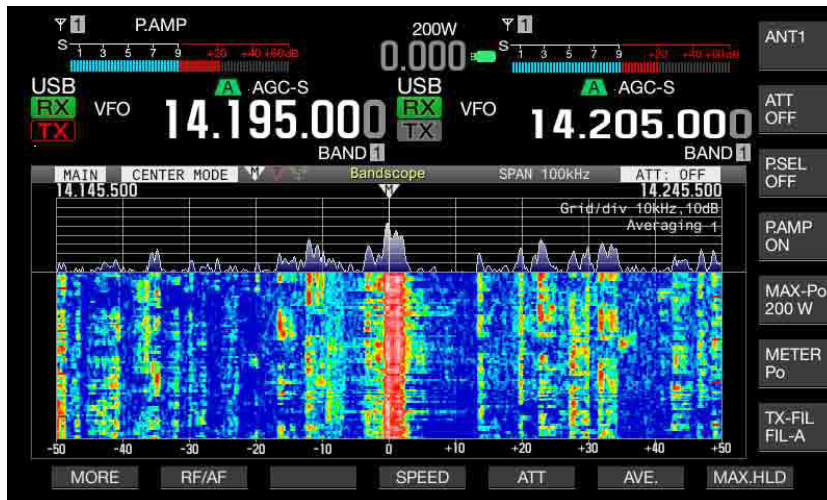 1 P.AMP 200W 1 ANT1
S 1 3 5 7 9 +20 +40 +60dB 0.000 S 1 3 5 7 9 +20 +40 +60dB
USB A AGC-S USB A AGC-S ATT
RX VFO 14.195.000 RX VFO 14.205.000 OFF
TX TX
BAND 1 BAND 1
P.SEL
OFF
MAIN CENTER MODE M T S Bandscope SPAN 100kHz ATT: OFF
14.145.500 M 14.245.500
Grid/div 10kHz,10dB
Averaging 1
P.AMP
ON
MAX-Po
200 W
METER
Po
TX-FIL
FIL-A
-50 -40 -30 -20 -10 0 +10 +20 +30 +40 +50
MORE RF/AF SPEED ATT AVE. MAX.HLD